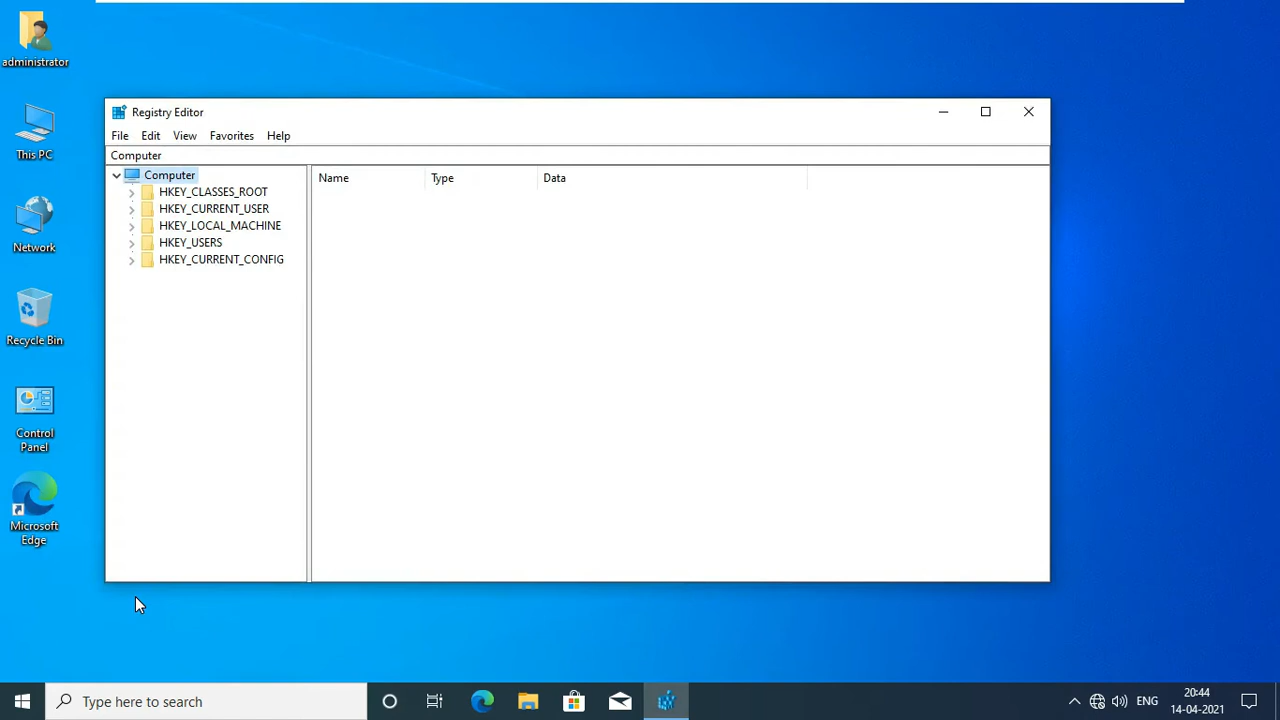 administrator
This PC
Network
Recycle Bin
Control
Panel
Microsoft
Edge
Registry Editor
File Edit View Favorites Help
Computer
Computer
HKEY_CLASSES_ROOT
HKEY_CURRENT_USER
HKEY_LOCAL_MACHINE
HKEY_USERS
HKEY_CURRENT_CONFIG
Name Type Data
Type here to search
ENG
20:44
14-04-2021